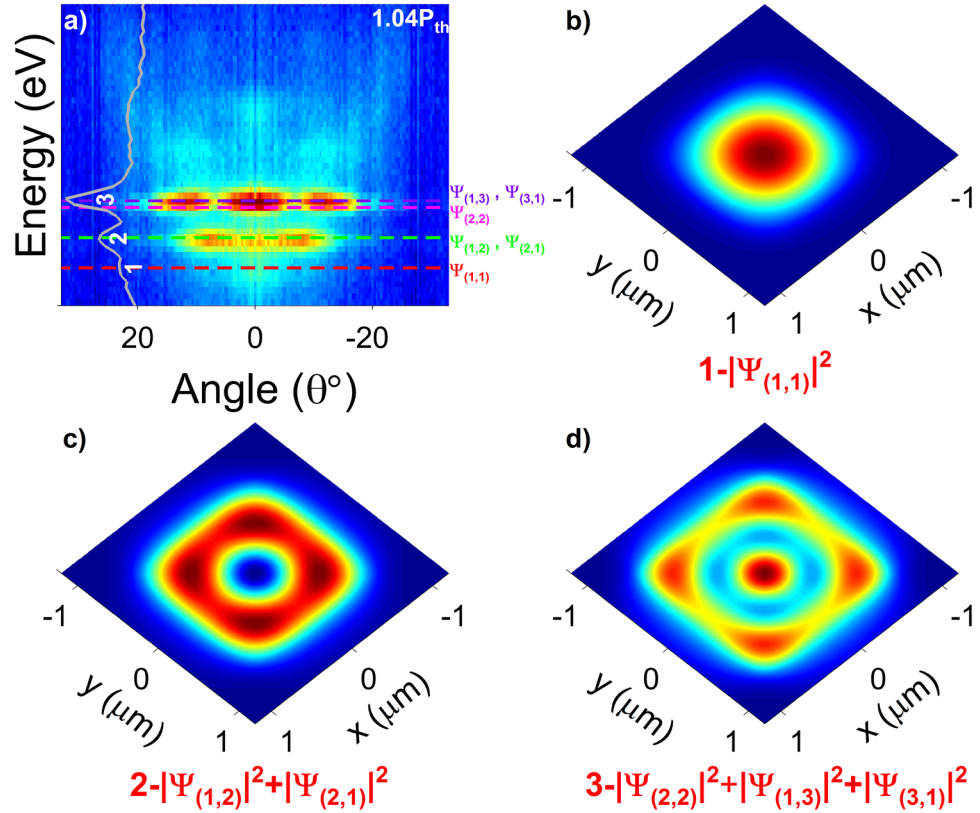 a)
1.04P_th
Energy (eV)
3
2
1
Ψ(1,3) , Ψ(3,1)
Ψ(2,2)
Ψ(1,2) , Ψ(2,1)
Ψ(1,1)
20 0 -20
Angle (θ°)
b)
-1 -1
0 0
1 1
y (μm) x (μm)
1-|Ψ(1,1)|²
c)
-1 -1
0 0
1 1
y (μm) x (μm)
2-|Ψ(1,2)|²+|Ψ(2,1)|²
d)
-1 -1
0 0
1 1
y (μm) x (μm)
3-|Ψ(2,2)|²+|Ψ(1,3)|²+|Ψ(3,1)|²